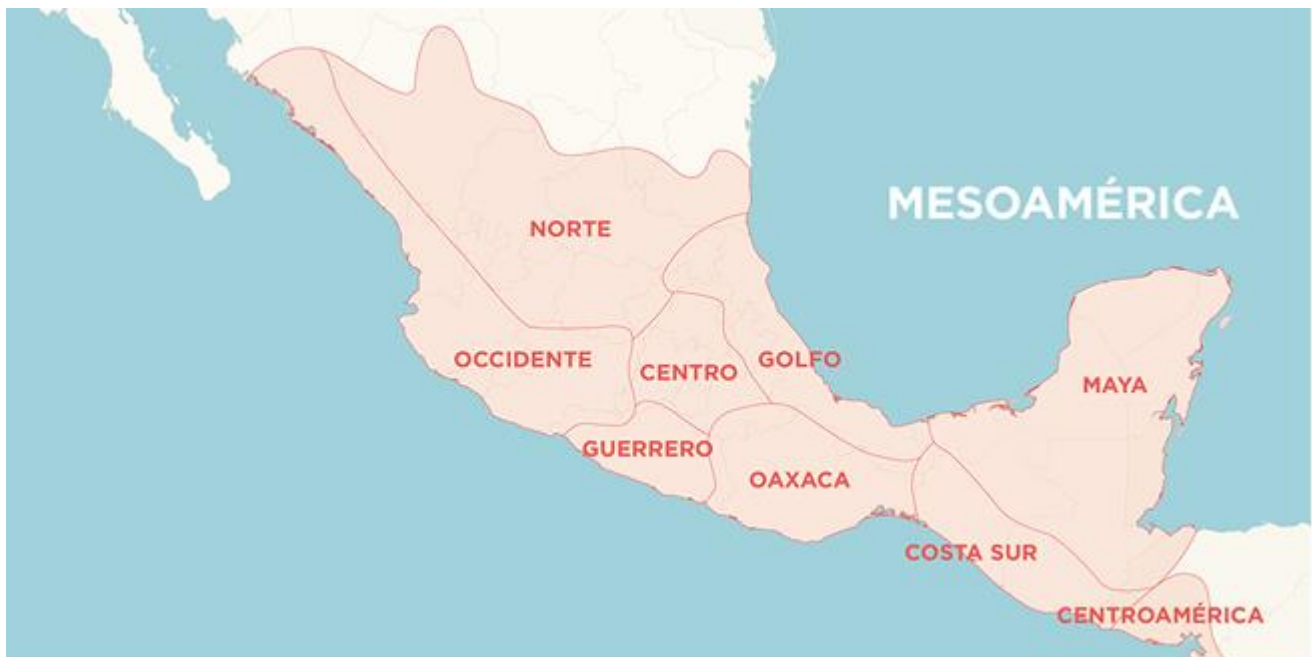 MESOAMÉRICA
NORTE
OCCIDENTE
CENTRO
GOLFO
MAYA
GUERRERO
OAXACA
COSTA SUR
CENTROAMÉRICA